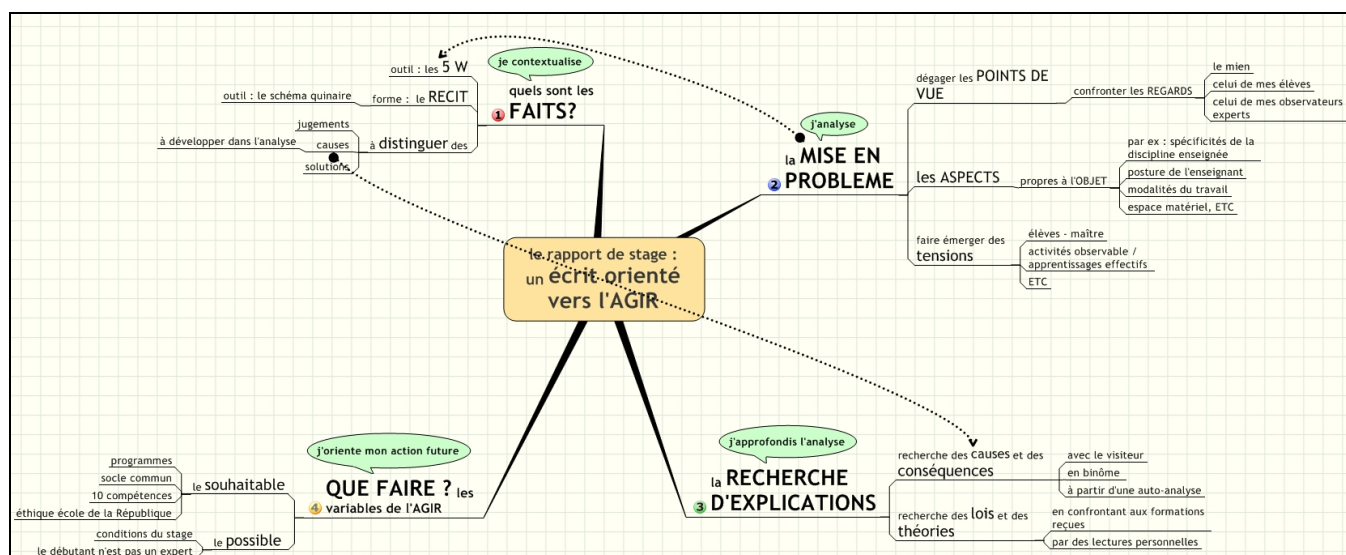 le rapport de stage :
un écrit orienté
vers l'AGIR
je contextualise
quels sont les
1 FAITS?
outil : les 5 W
forme : le RECIT
outil : le schéma quinaire
à distinguer des
jugements
causes
à développer dans l'analyse
solutions
j'analyse
la MISE EN
2 PROBLEME
dégager les POINTS DE
VUE
confronter les REGARDS
le mien
celui de mes élèves
celui de mes observateurs
experts
les ASPECTS
propres à l'OBJET
par ex : spécificités de la
discipline enseignée
posture de l'enseignant
modalités du travail
espace matériel, ETC
faire émerger des
tensions
élèves - maître
activités observable /
apprentissages effectifs
ETC
j'approfondis l'analyse
la RECHERCHE
3 D'EXPLICATIONS
recherche des causes et des
conséquences
avec le visiteur
en binôme
à partir d'une auto-analyse
recherche des lois et des
théories
en confrontant aux formations
reçues
par des lectures personnelles
j'oriente mon action future
QUE FAIRE ? les
4 variables de l'AGIR
le souhaitable
programmes
socle commun
10 compétences
éthique école de la République
le possible
conditions du stage
le débutant n'est pas un expert